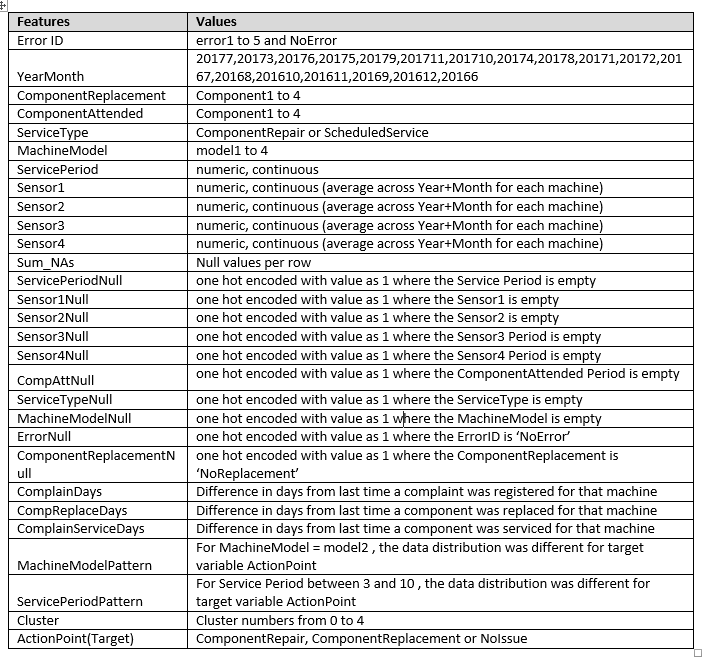 Features Values
Error ID error1 to 5 and NoError
20177,20173,20176,20175,20179,201711,201710,20174,20178,20171,20172,201
YearMonth 67,20168,201610,201611,20169,201612,20166
ComponentReplacement Component1 to 4
ComponentAttended Component1 to 4
ServiceType ComponentRepair or ScheduledService
MachineModel model1 to 4
ServicePeriod numeric, continuous
Sensor1 numeric, continuous (average across Year+Month for each machine)
Sensor2 numeric, continuous (average across Year+Month for each machine)
Sensor3 numeric, continuous (average across Year+Month for each machine)
Sensor4 numeric, continuous (average across Year+Month for each machine)
Sum_NAs Null values per row
ServicePeriodNull one hot encoded with value as 1 where the Service Period is empty
Sensor1Null one hot encoded with value as 1 where the Sensor1 is empty
Sensor2Null one hot encoded with value as 1 where the Sensor2 is empty
Sensor3Null one hot encoded with value as 1 where the Sensor3 Period is empty
Sensor4Null one hot encoded with value as 1 where the Sensor4 Period is empty
CompAttNull one hot encoded with value as 1 where the ComponentAttended Period is empty
ServiceTypeNull one hot encoded with value as 1 where the ServiceType is empty
MachineModelNull one hot encoded with value as 1 where the MachineModel is empty
ErrorNull one hot encoded with value as 1 where the ErrorID is ‘NoError’
ComponentReplacementN one hot encoded with value as 1 where the ComponentReplacement is
ull ‘NoReplacement’
ComplainDays Difference in days from last time a complaint was registered for that machine
CompReplaceDays Difference in days from last time a component was replaced for that machine
ComplainServiceDays Difference in days from last time a component was serviced for that machine
For MachineModel = model2 , the data distribution was different for target
MachineModelPattern variable ActionPoint
For Service Period between 3 and 10 , the data distribution was different for
ServicePeriodPattern target variable ActionPoint
Cluster Cluster numbers from 0 to 4
ActionPoint(Target) ComponentRepair, ComponentReplacement or NoIssue